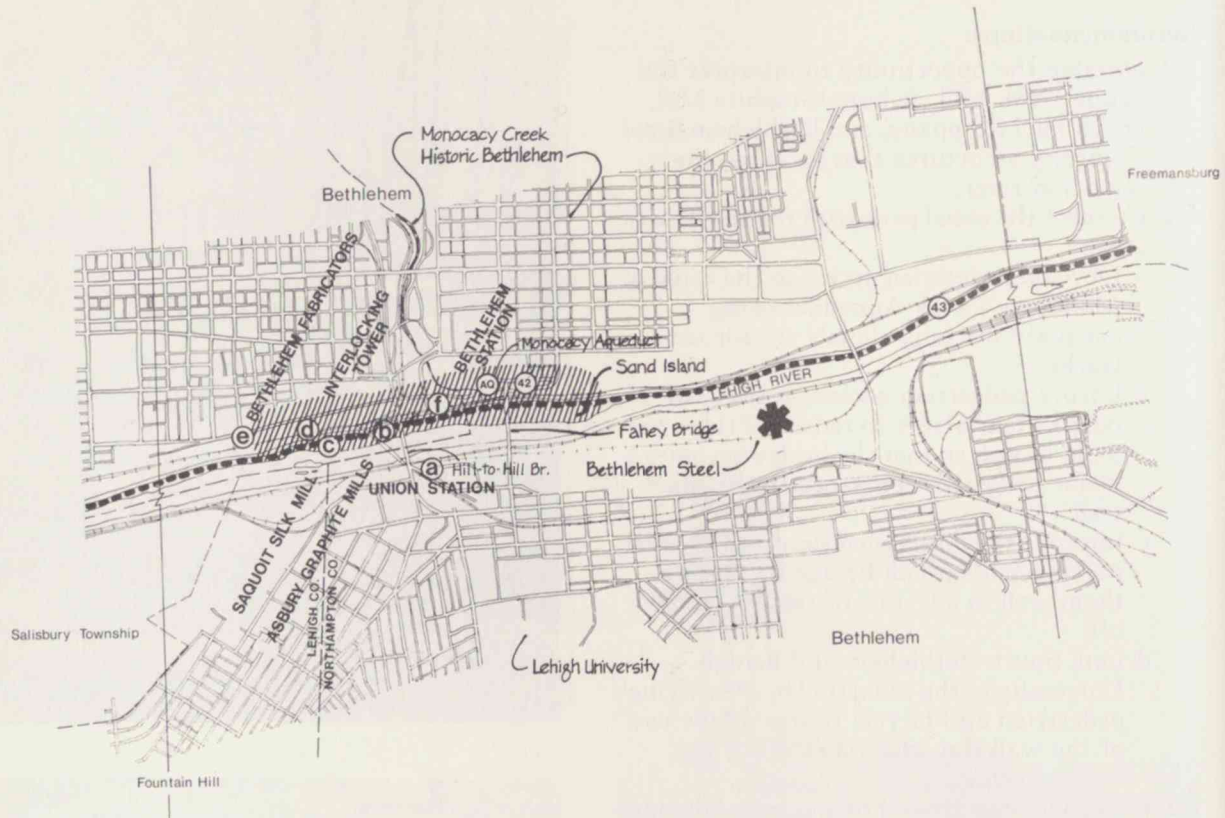 Monocacy Creek
Historic Bethlehem
Bethlehem
Freemansburg
BETHLEHEM FABRICATORS
INTERLOCKING
TOWER
BETHLEHEM
STATION
Monocacy Aqueduct
Sand Island
AQ
42
43
LEHIGH RIVER
e
d
c
b
f
a
Hill-to-Hill Br.
UNION STATION
Fahey Bridge
Bethlehem Steel
SAQUOIT SILK MILL
ASBURY GRAPHITE MILLS
LEHIGH CO.
NORTHAMPTON CO.
Salisbury Township
Lehigh University
Bethlehem
Fountain Hill